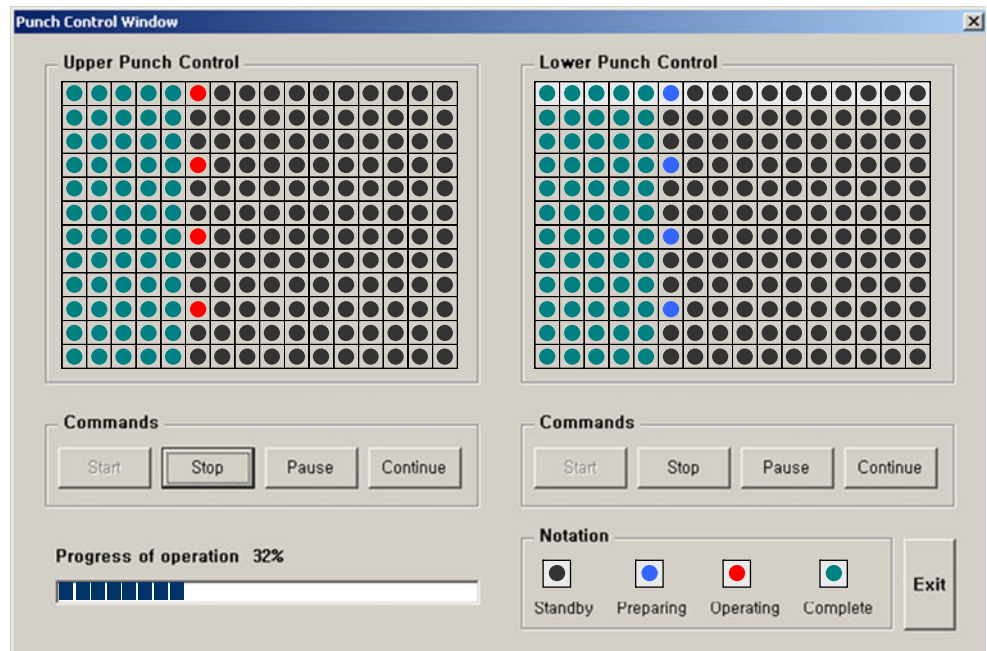 Punch Control Window
Upper Punch Control
Lower Punch Control
Commands
Start Stop Pause Continue
Commands
Start Stop Pause Continue
Progress of operation 32%
Notation
Standby Preparing Operating Complete
Exit